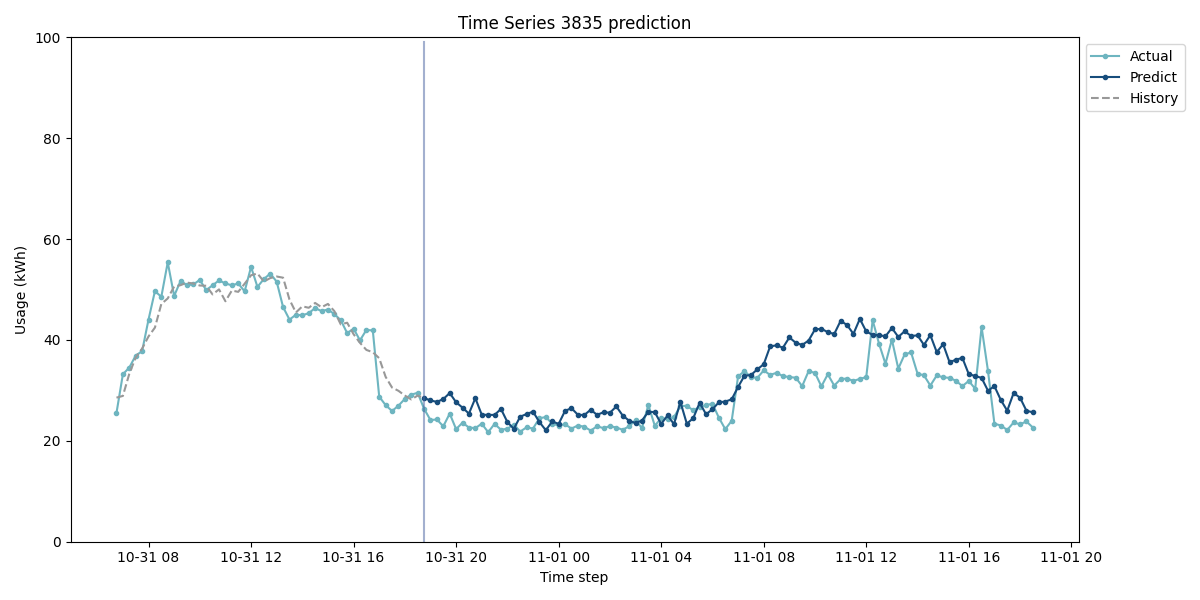 Time Series 3835 prediction
100
80
60
40
20
0
Usage (kWh)
10-31 08
10-31 12
10-31 16
10-31 20
11-01 00
11-01 04
11-01 08
11-01 12
11-01 16
11-01 20
Time step
Actual
Predict
History